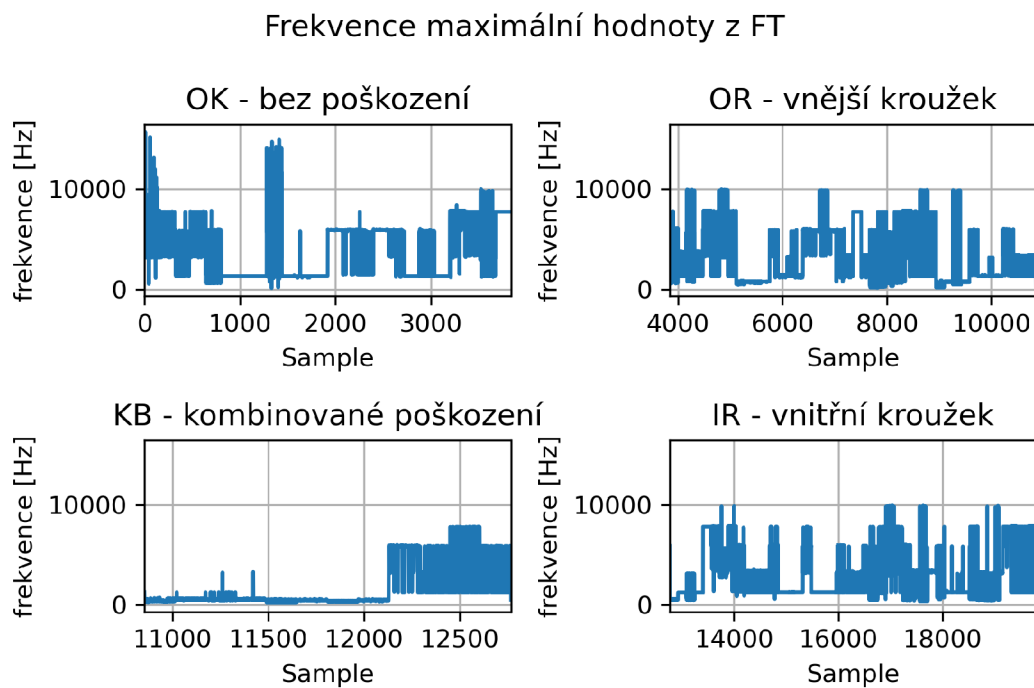 Frekvence maximální hodnoty z FT
OK - bez poškození
frekvence [Hz]
10000
0
0 1000 2000 3000
Sample
OR - vnější kroužek
frekvence [Hz]
10000
0
4000 6000 8000 10000
Sample
KB - kombinované poškození
frekvence [Hz]
10000
0
11000 11500 12000 12500
Sample
IR - vnitřní kroužek
frekvence [Hz]
10000
0
14000 16000 18000
Sample